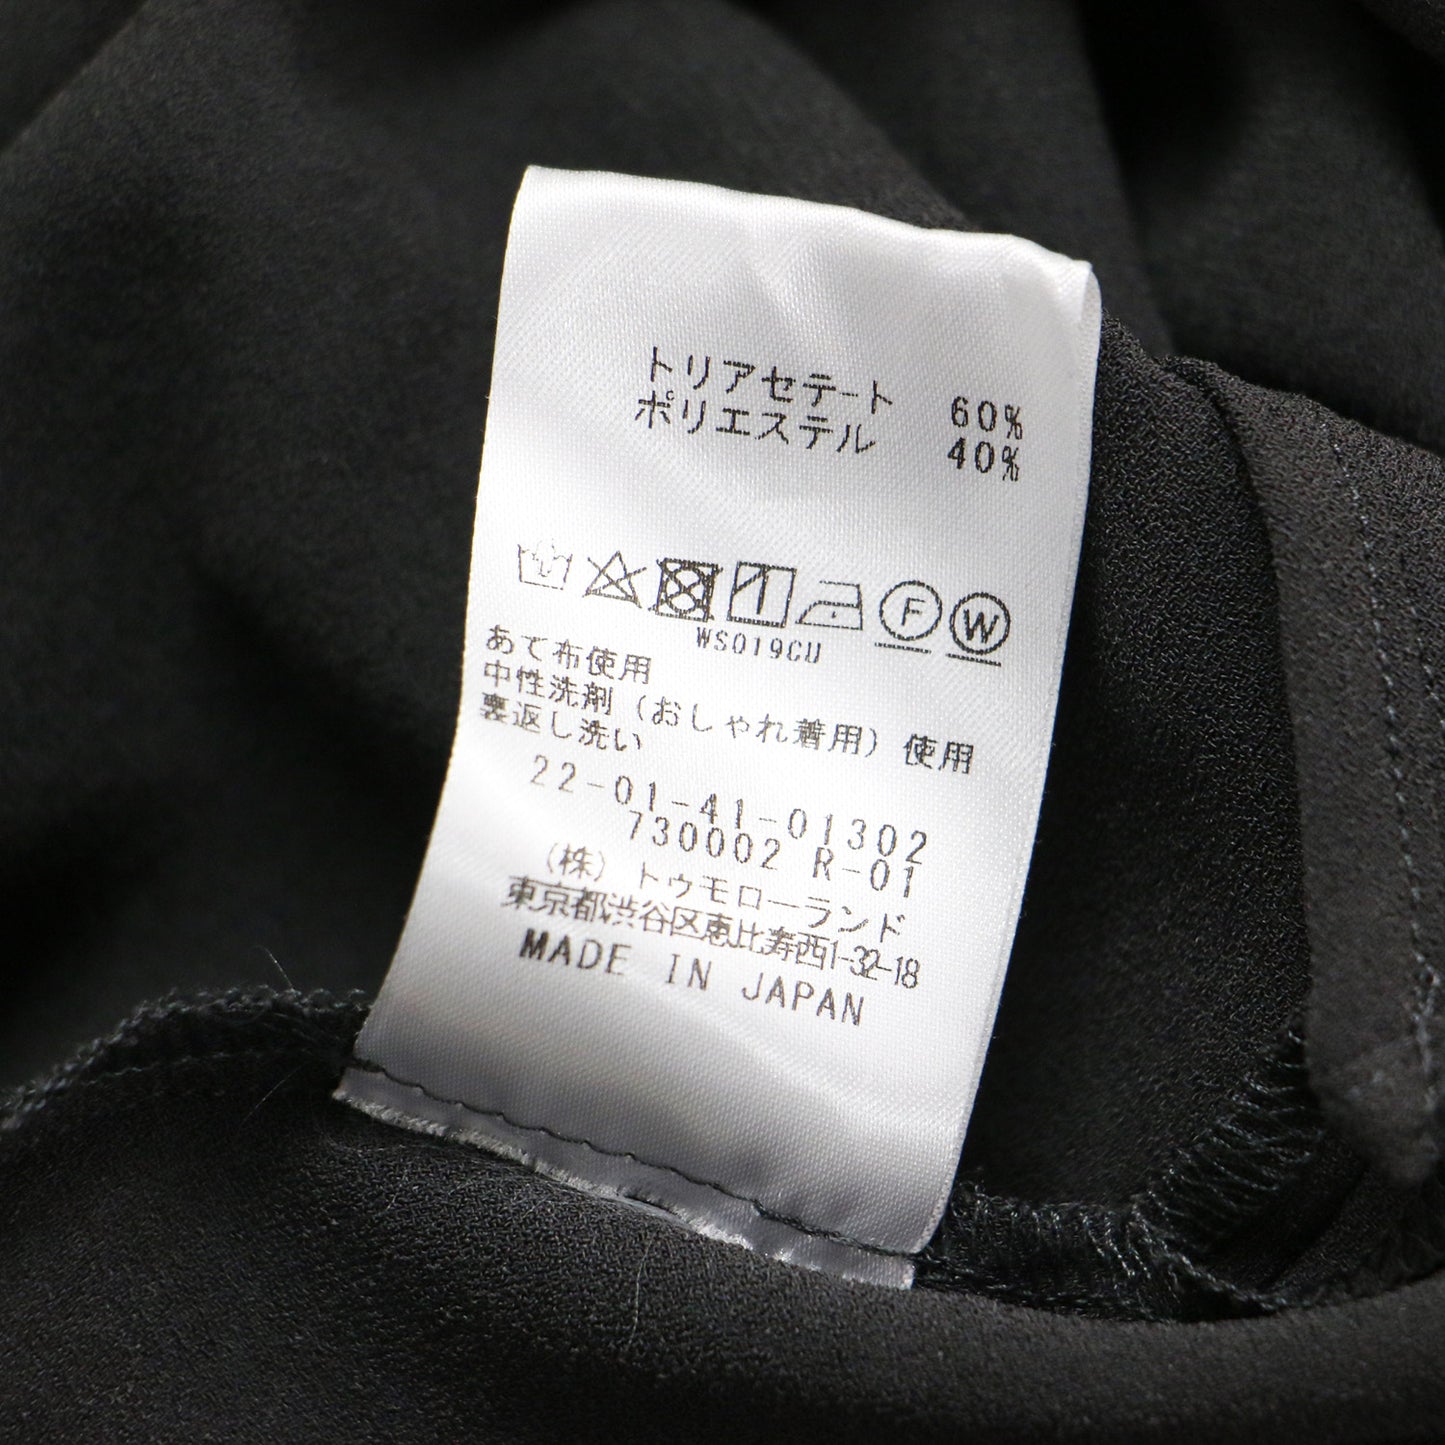 トリアセテート 60%
ポリエステル 40%
F W
WS019CU
あて布使用
中性洗剤（おしゃれ着用）使用
裏返し洗い
22-01-41-01302
730002 R-01
（株）トゥモローランド
東京都渋谷区恵比寿西1-32-18
MADE IN JAPAN